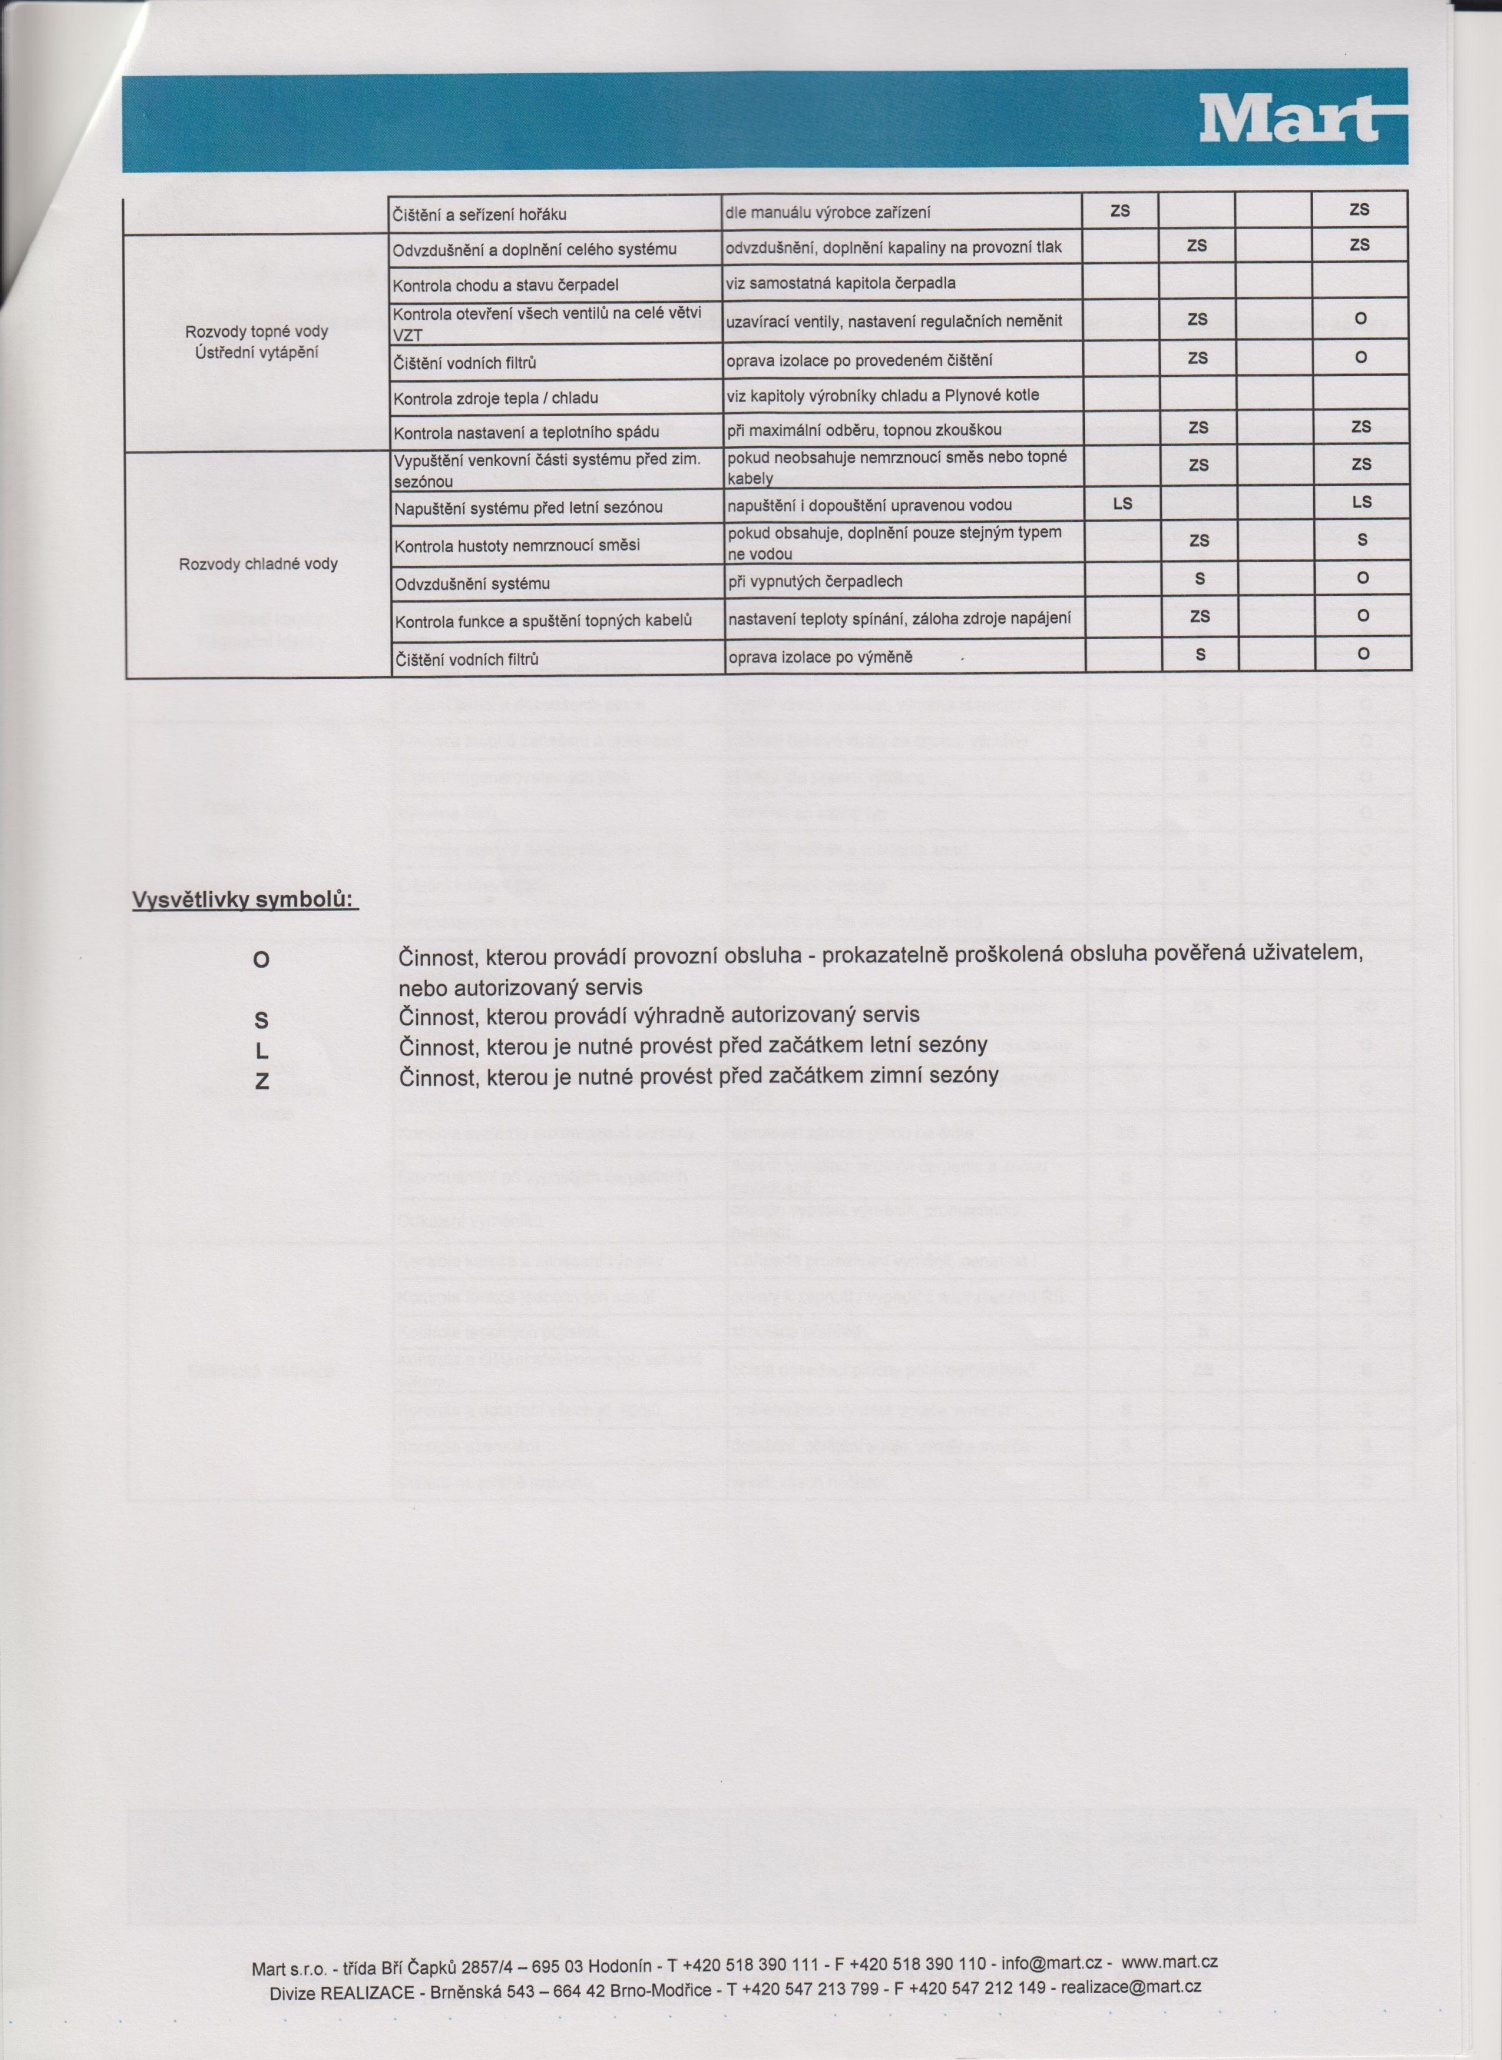 Mart
Čištění a seřízení hořáku dle manuálu výrobce zařízení ZS ZS
Rozvody topné vody
Ústřední vytápění
Odvzdušnění a doplnění celého systému odvzdušnění, doplnění kapaliny na provozní tlak ZS ZS
Kontrola chodu a stavu čerpadel viz samostatná kapitola čerpadla
Kontrola otevření všech ventilů na celé větvi
VZT
uzavírací ventily, nastavení regulačních neměnit ZS O
Čištění vodních filtrů oprava izolace po provedeném čištění ZS O
Kontrola zdroje tepla / chladu viz kapitoly výrobníky chladu a Plynové kotle
Kontrola nastavení a teplotního spádu při maximální odběru, topnou zkouškou ZS ZS
Rozvody chladné vody
Vypuštění venkovní části systému před zim.
sezónou
pokud neobsahuje nemrznoucí směs nebo topné
kabely
ZS ZS
Napuštění systému před letní sezónou napuštění i dopouštění upravenou vodou LS LS
Kontrola hustoty nemrznoucí směsi
pokud obsahuje, doplnění pouze stejným typem
ne vodou
ZS S
Odvzdušnění systému při vypnutých čerpadlech S O
Kontrola funkce a spuštění topných kabelů nastavení teploty spínání, záloha zdroje napájení ZS O
Čištění vodních filtrů oprava izolace po výměně S O
Vysvětlivky symbolů:
O Činnost, kterou provádí provozní obsluha - prokazatelně proškolená obsluha pověřená uživatelem,
nebo autorizovaný servis
S Činnost, kterou provádí výhradně autorizovaný servis
L Činnost, kterou je nutné provést před začátkem letní sezóny
Z Činnost, kterou je nutné provést před začátkem zimní sezóny
Mart s.r.o. - třída Bří Čapků 2857/4 – 695 03 Hodonín - T +420 518 390 111 - F +420 518 390 110 - info@mart.cz - www.mart.cz
Divize REALIZACE - Brněnská 543 – 664 42 Brno-Modřice - T +420 547 213 799 - F +420 547 212 149 - realizace@mart.cz